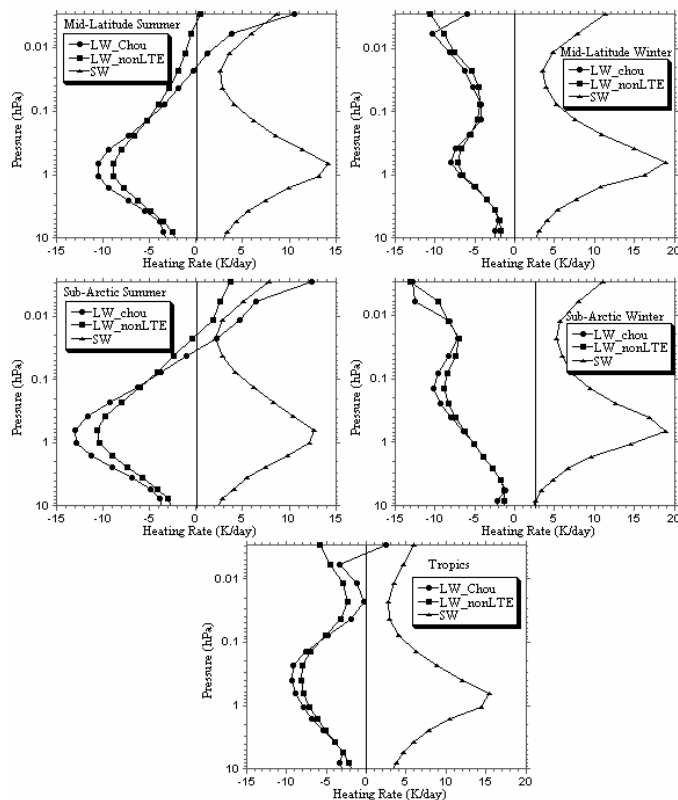 Mid-Latitude Summer
LW_Chou
LW_nonLTE
SW
0.01
0.1
1
10
Pressure (hPa)
-15 -10 -5 0 5 10 15
Heating Rate (K/day)
Mid-Latitude Winter
LW_chou
LW_nonLTE
SW
0.01
0.1
1
10
Pressure (hPa)
-15 -10 -5 0 5 10 15 20
Heating Rate (K/day)
Sub-Arctic Summer
LW_chou
LW_nonLTE
SW
0.01
0.1
1
10
Pressure (hPa)
-15 -10 -5 0 5 10 15
Heating Rate (K/day)
Sub-Arctic Winter
LW_chou
LW_nonLTE
SW
0.01
0.1
1
10
Pressure (hPa)
-15 -10 -5 0 5 10 15 20
Heating Rate (K/day)
Tropics
LW_Chou
LW_nonLTE
SW
0.01
0.1
1
10
Pressure (hPa)
-15 -10 -5 0 5 10 15 20
Heating Rate (K/day)